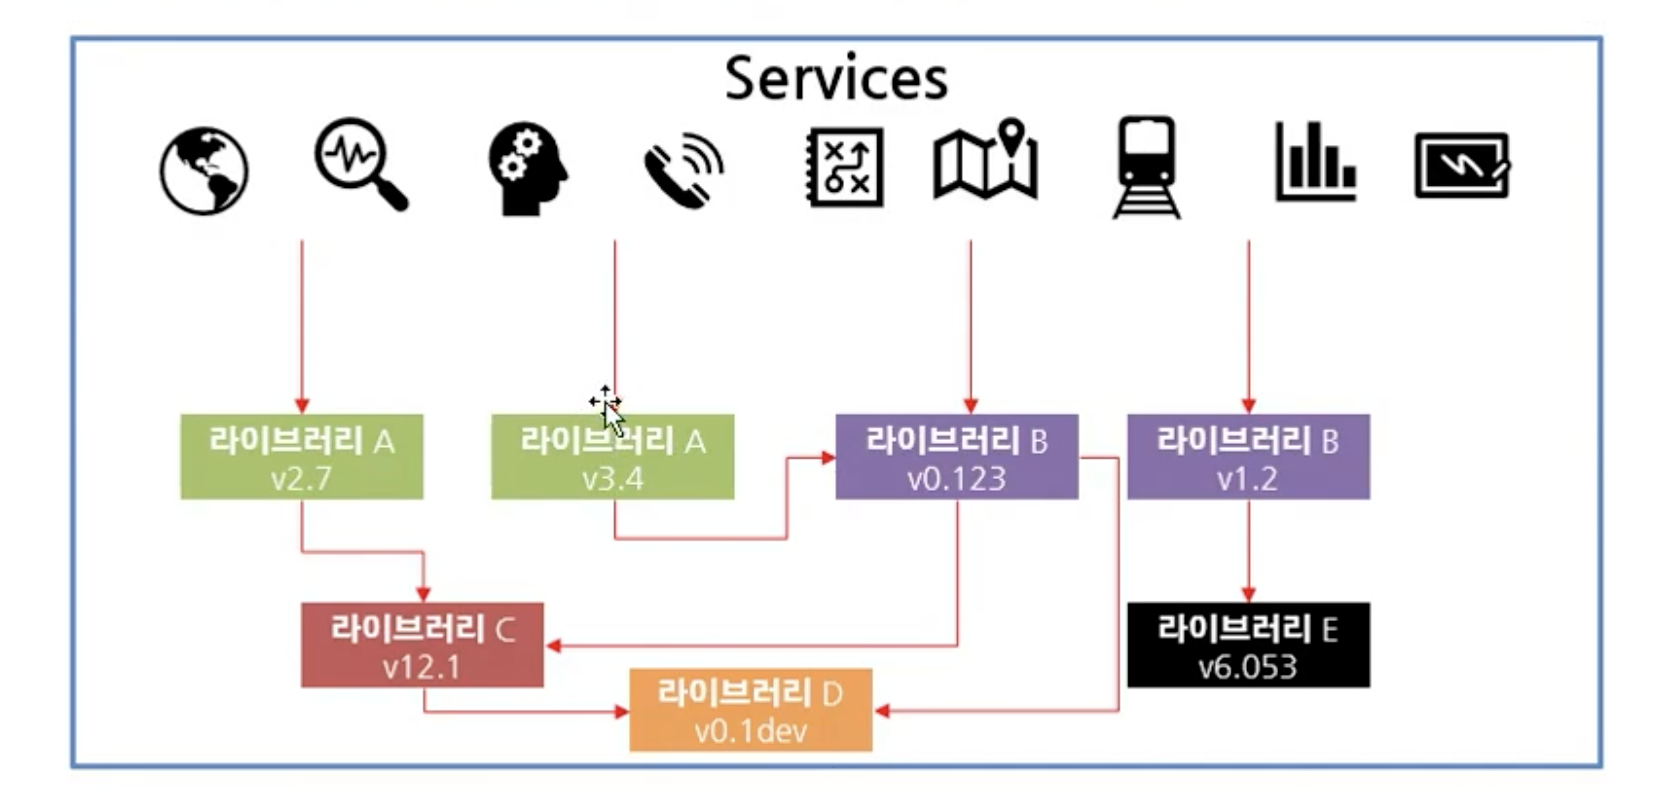 Services
라이브러리 A
v2.7
라이브러리 A
v3.4
라이브러리 B
v0.123
라이브러리 B
v1.2
라이브러리 C
v12.1
라이브러리 E
v6.053
라이브러리 D
v0.1dev